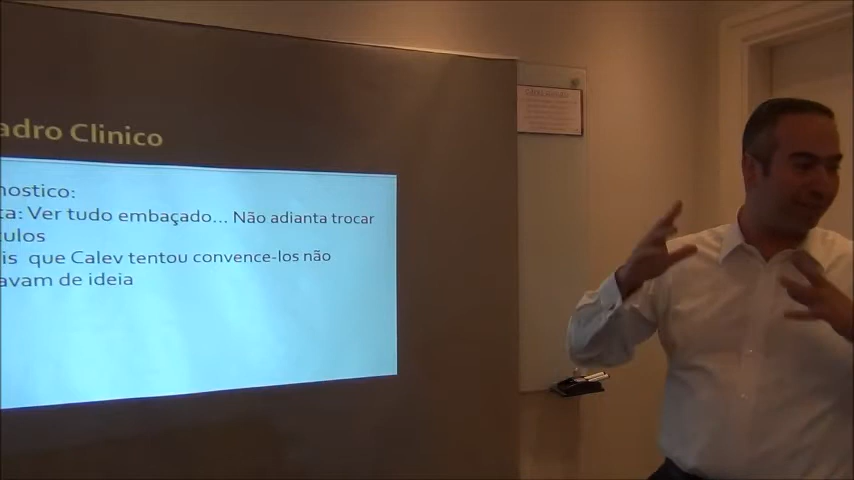 adro Clinico
nostico:
ta: Ver tudo embaçado... Não adianta trocar
ulos
is que Calev tentou convence-los não
avam de ideia